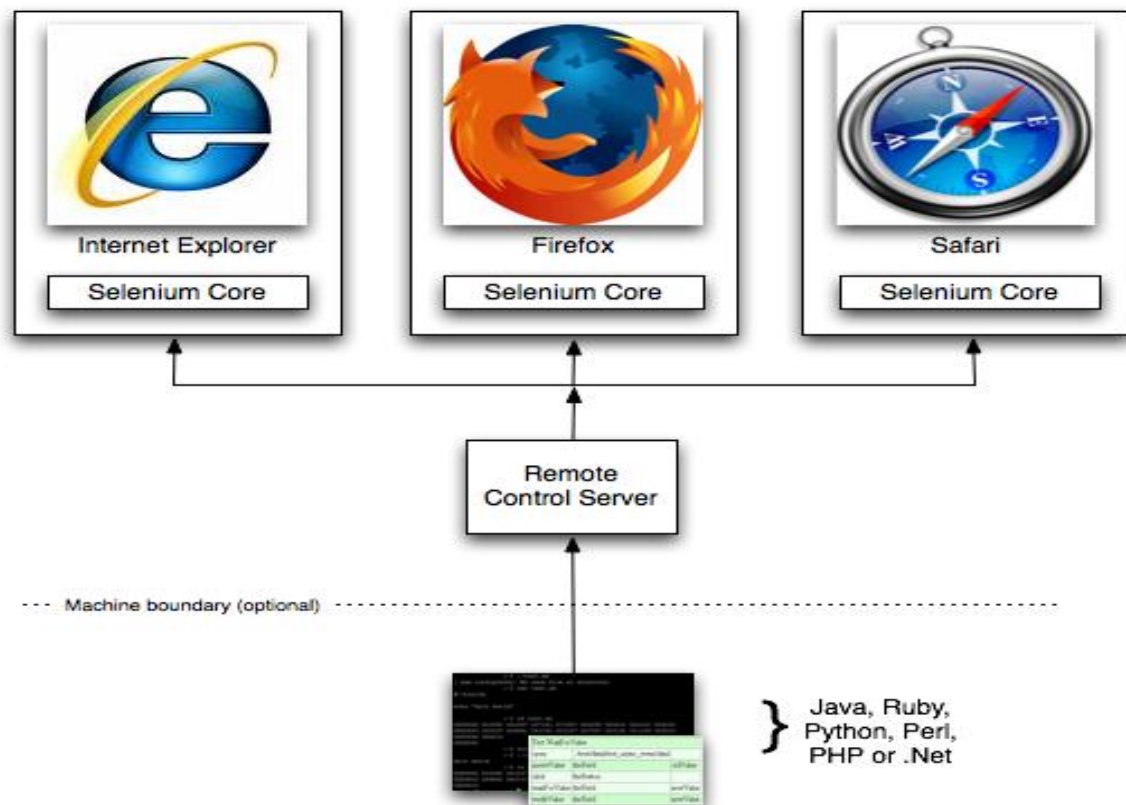 Internet Explorer
Firefox
Safari
Selenium Core
Selenium Core
Selenium Core
N
E
S
W
Remote
Control Server
Machine boundary (optional)
Java, Ruby,
Python, Perl,
PHP or .Net